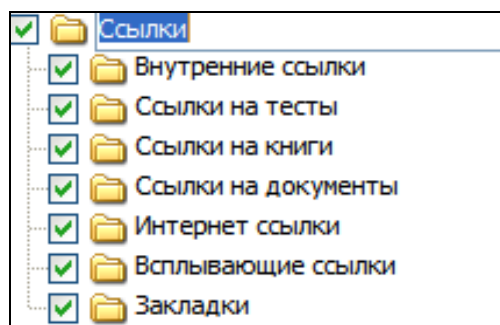 Ссылки
Внутренние ссылки
Ссылки на тесты
Ссылки на книги
Ссылки на документы
Интернет ссылки
Всплывающие ссылки
Закладки